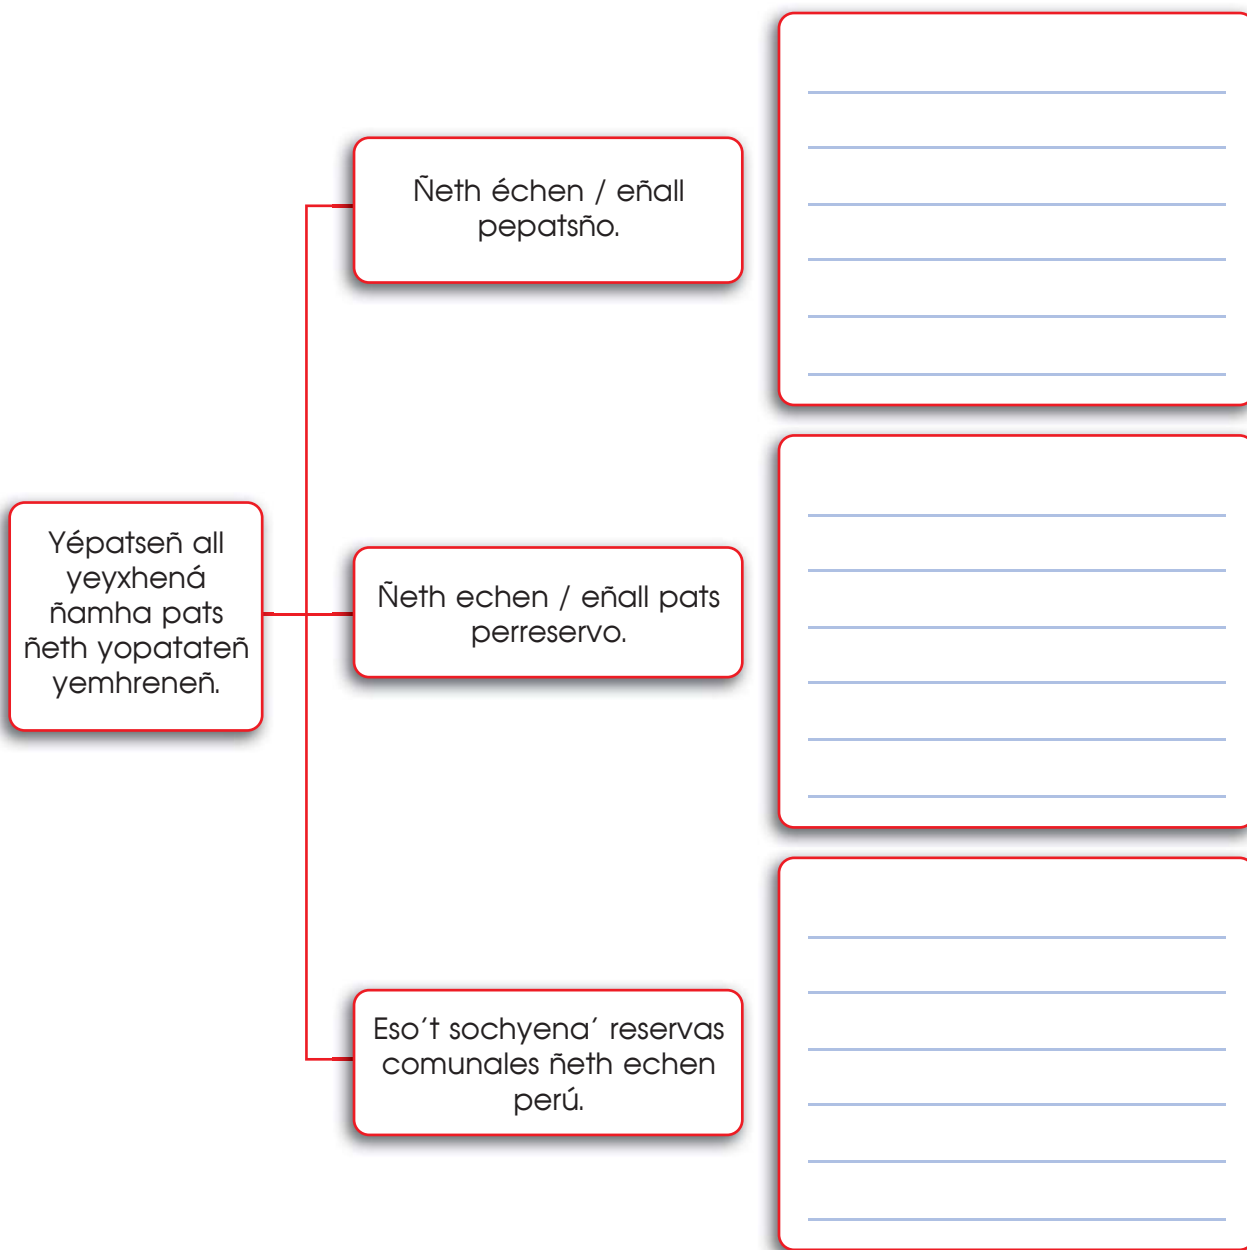 Ñeth échen / eñall
pepatsño.
Yépatseñ all
yeyxhená
ñamha pats
ñeth yopatateñ
yemhreneñ.
Ñeth echen / eñall pats
perreservo.
Eso´t sochyena’ reservas
comunales ñeth echen
perú.